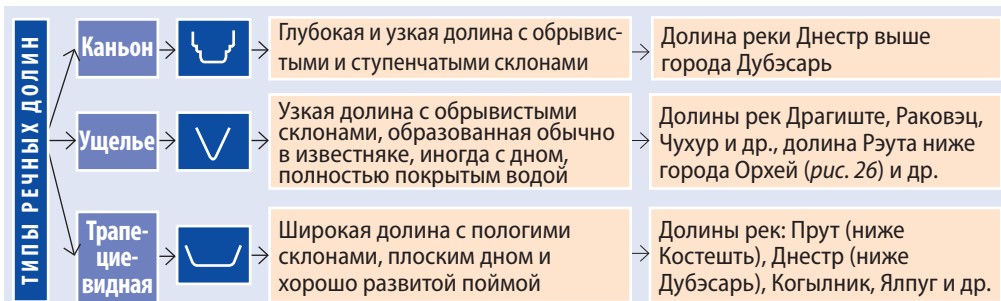 ТИПЫ РЕЧНЫХ ДОЛИН
Каньон
Глубокая и узкая долина с обрывис-
тыми и ступенчатыми склонами
Долина реки Днестр выше
города Дубэсарь
Ущелье
Узкая долина с обрывистыми
склонами, образованная обычно
в известняке, иногда с дном,
полностью покрытым водой
Долины рек Драгиште, Раковэц,
Чухур и др., долина Рэута ниже
города Орхей (рис. 26) и др.
Трапе-
цие-
видная
Широкая долина с пологими
склонами, плоским дном и
хорошо развитой поймой
Долины рек: Прут (ниже
Костешть), Днестр (ниже
Дубэсарь), Когылник, Ялпуг и др.